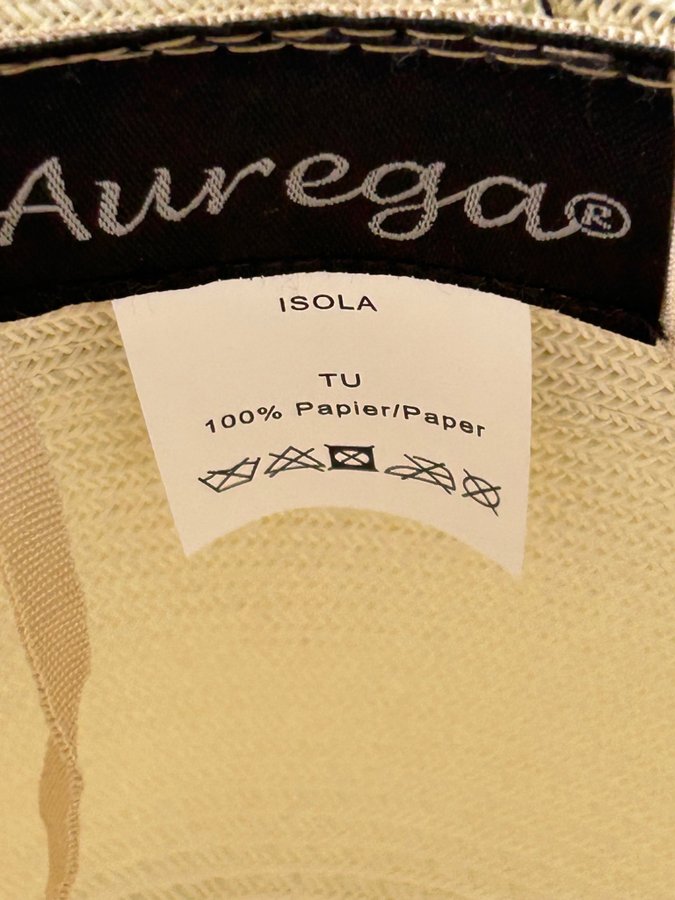 Aurega®
ISOLA
TU
100% Papier/Paper